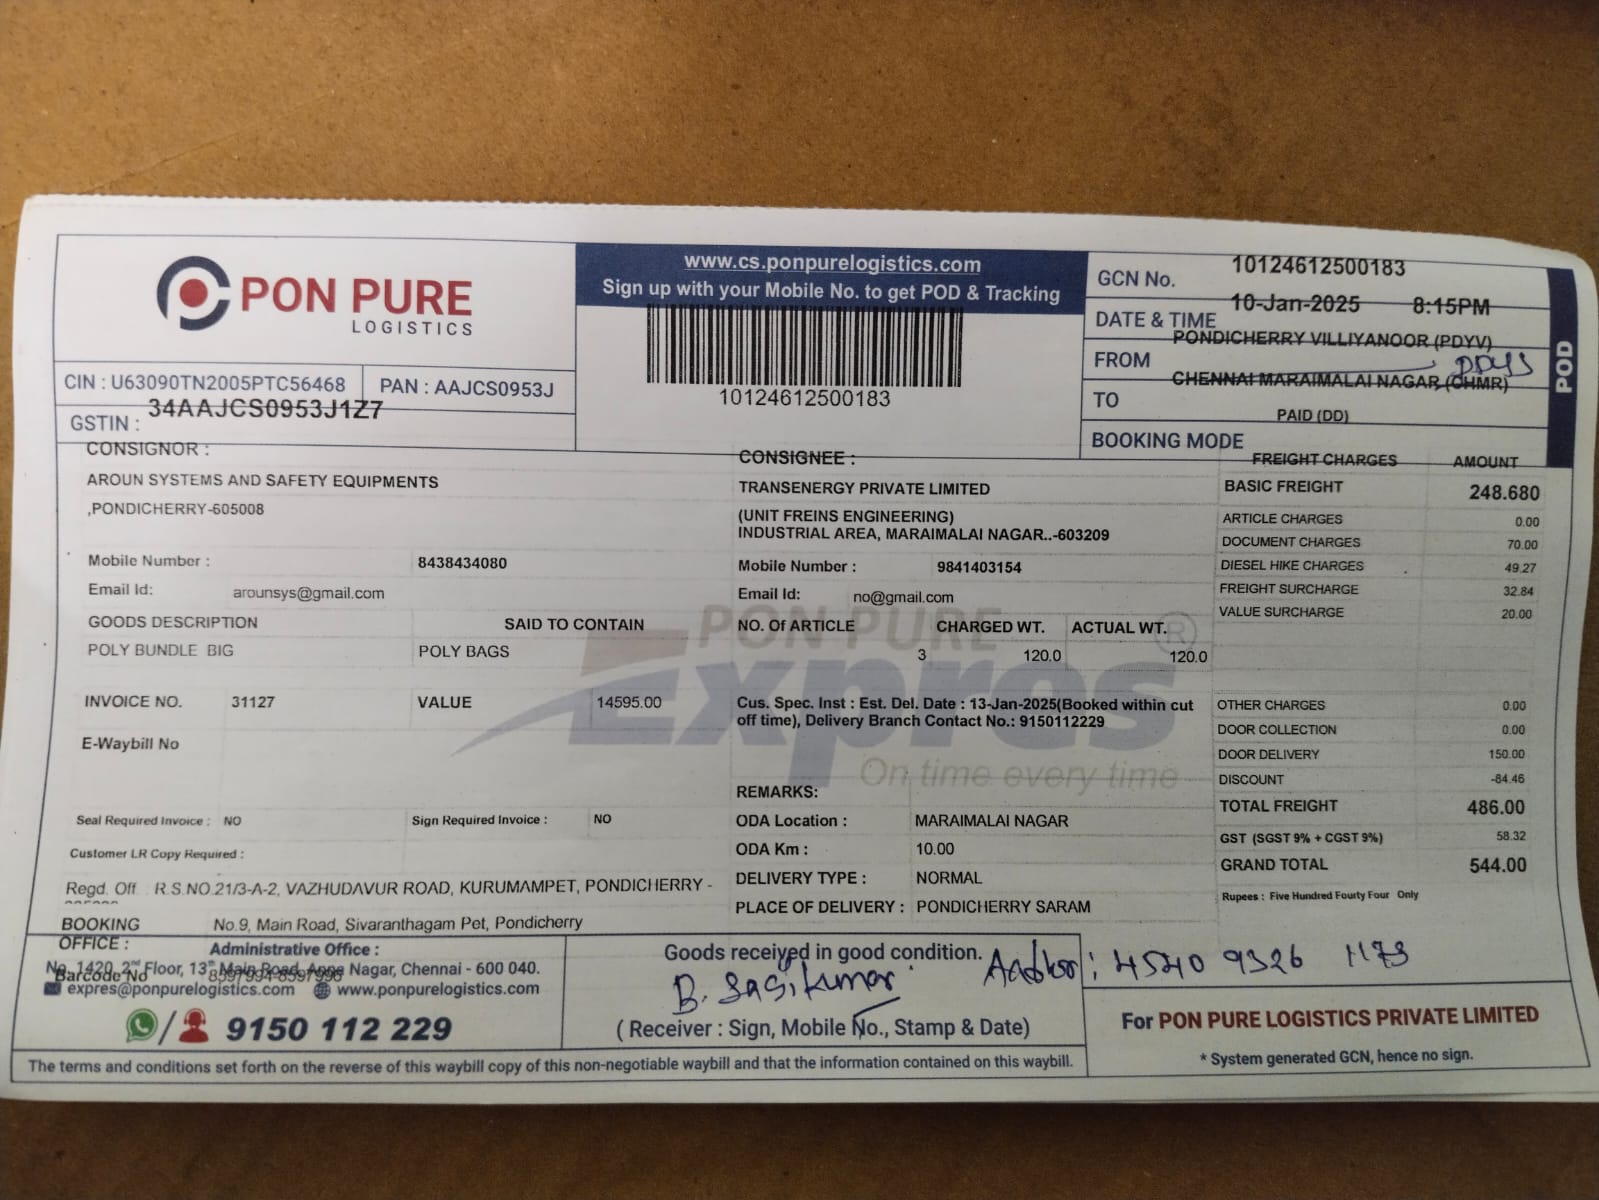 PON PURE
LOGISTICS
www.cs.ponpurelogistics.com
Sign up with your Mobile No. to get POD & Tracking
10124612500183
GCN No. 10124612500183
DATE & TIME 10-Jan-2025 8:15PM
FROM PONDICHERRY VILLIYANOOR (PDYV)
TO CHENNAI MARAIMALAI NAGAR (CHMR)
BOOKING MODE PAID (DD)
POD
CIN : U63090TN2005PTC56468 PAN : AAJCS0953J
GSTIN : 34AAJCS0953J1Z7
CONSIGNOR :
AROUN SYSTEMS AND SAFETY EQUIPMENTS
,PONDICHERRY-605008
Mobile Number : 8438434080
Email Id: arounsys@gmail.com
GOODS DESCRIPTION SAID TO CONTAIN
POLY BUNDLE BIG POLY BAGS
INVOICE NO. 31127 VALUE 14595.00
E-Waybill No
Seal Required Invoice : NO Sign Required Invoice : NO
Customer LR Copy Required :
Regd. Off R.S.NO.21/3-A-2, VAZHUDAVUR ROAD, KURUMAMPET, PONDICHERRY -
BOOKING OFFICE : No.9, Main Road, Sivaranthagam Pet, Pondicherry
CONSIGNEE :
TRANSENERGY PRIVATE LIMITED
(UNIT FREINS ENGINEERING)
INDUSTRIAL AREA, MARAIMALAI NAGAR..-603209
Mobile Number : 9841403154
Email Id: no@gmail.com
NO. Of ARTICLE CHARGED WT. ACTUAL WT.
3 120.0 120.0
PON PURE
Expres
On time every time
Cus. Spec. Inst : Est. Del. Date : 13-Jan-2025(Booked within cut
off time), Delivery Branch Contact No.: 9150112229
REMARKS:
ODA Location : MARAIMALAI NAGAR
ODA Km : 10.00
DELIVERY TYPE : NORMAL
PLACE OF DELIVERY : PONDICHERRY SARAM
FREIGHT CHARGES AMOUNT
BASIC FREIGHT 248.680
ARTICLE CHARGES 0.00
DOCUMENT CHARGES 70.00
DIESEL HIKE CHARGES 49.27
FREIGHT SURCHARGE 32.84
VALUE SURCHARGE 20.00
OTHER CHARGES 0.00
DOOR COLLECTION 0.00
DOOR DELIVERY 150.00
DISCOUNT -84.46
TOTAL FREIGHT 486.00
GST (SGST 9% + CGST 9%) 58.32
GRAND TOTAL 544.00
Rupees : Five Hundred Fourty Four Only
Administrative Office :
No. 1420, 2nd Floor, 13th Main Road, Anna Nagar, Chennai - 600 040.
Barcode No 8597994-8597996
expres@ponpurelogistics.com www.ponpurelogistics.com
9150 112 229
Goods received in good condition.
B. Sasikumar
: 4540 9326 1173
( Receiver : Sign, Mobile No., Stamp & Date)
For PON PURE LOGISTICS PRIVATE LIMITED
* System generated GCN, hence no sign.
The terms and conditions set forth on the reverse of this waybill copy of this non-negotiable waybill and that the information contained on this waybill.